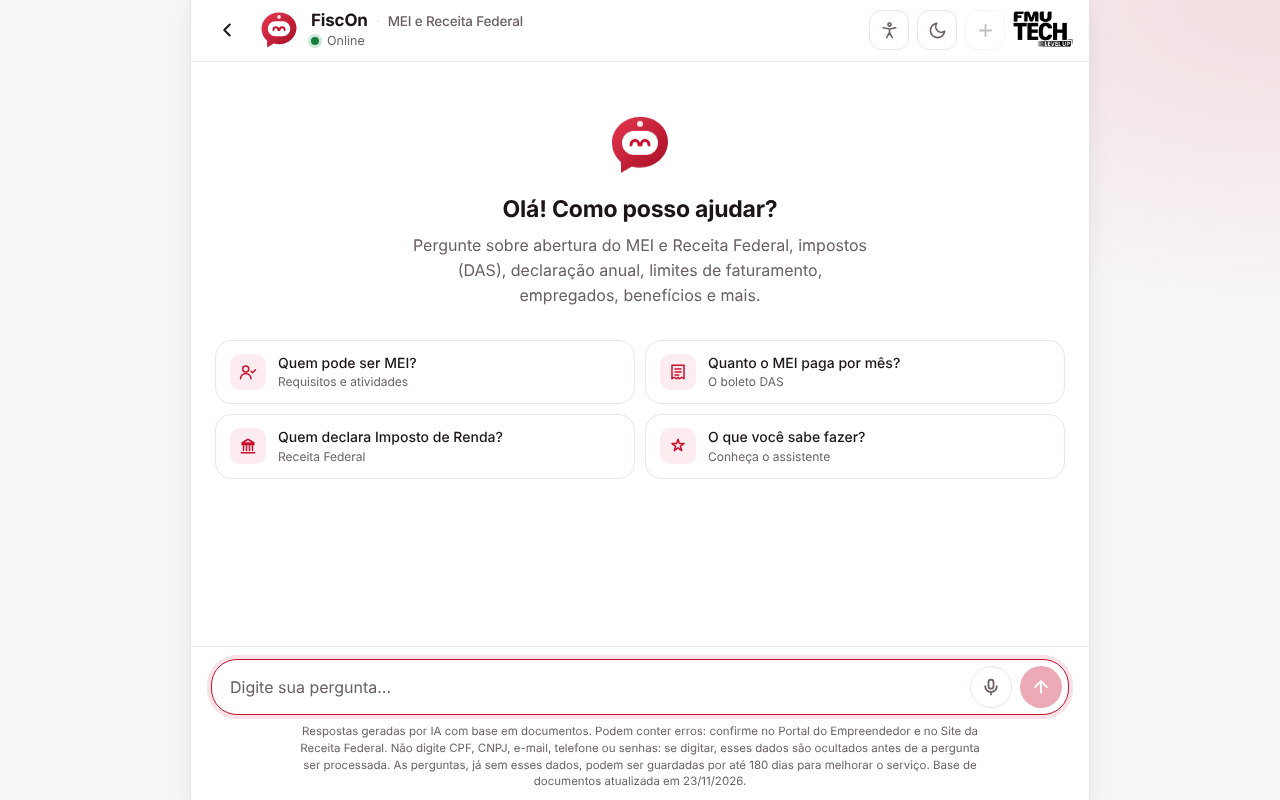 FiscOn · MEI e Receita Federal
Online
FMU
TECH
LEVEL UP
Olá! Como posso ajudar?
Pergunte sobre abertura do MEI e Receita Federal, impostos
(DAS), declaração anual, limites de faturamento,
empregados, benefícios e mais.
Quem pode ser MEI?
Requisitos e atividades
Quanto o MEI paga por mês?
O boleto DAS
Quem declara Imposto de Renda?
Receita Federal
O que você sabe fazer?
Conheça o assistente
Digite sua pergunta...
Respostas geradas por IA com base em documentos. Podem conter erros: confirme no Portal do Empreendedor e no Site da
Receita Federal. Não digite CPF, CNPJ, e-mail, telefone ou senhas: se digitar, esses dados são ocultados antes de a pergunta
ser processada. As perguntas, já sem esses dados, podem ser guardadas por até 180 dias para melhorar o serviço. Base de
documentos atualizada em 23/11/2026.